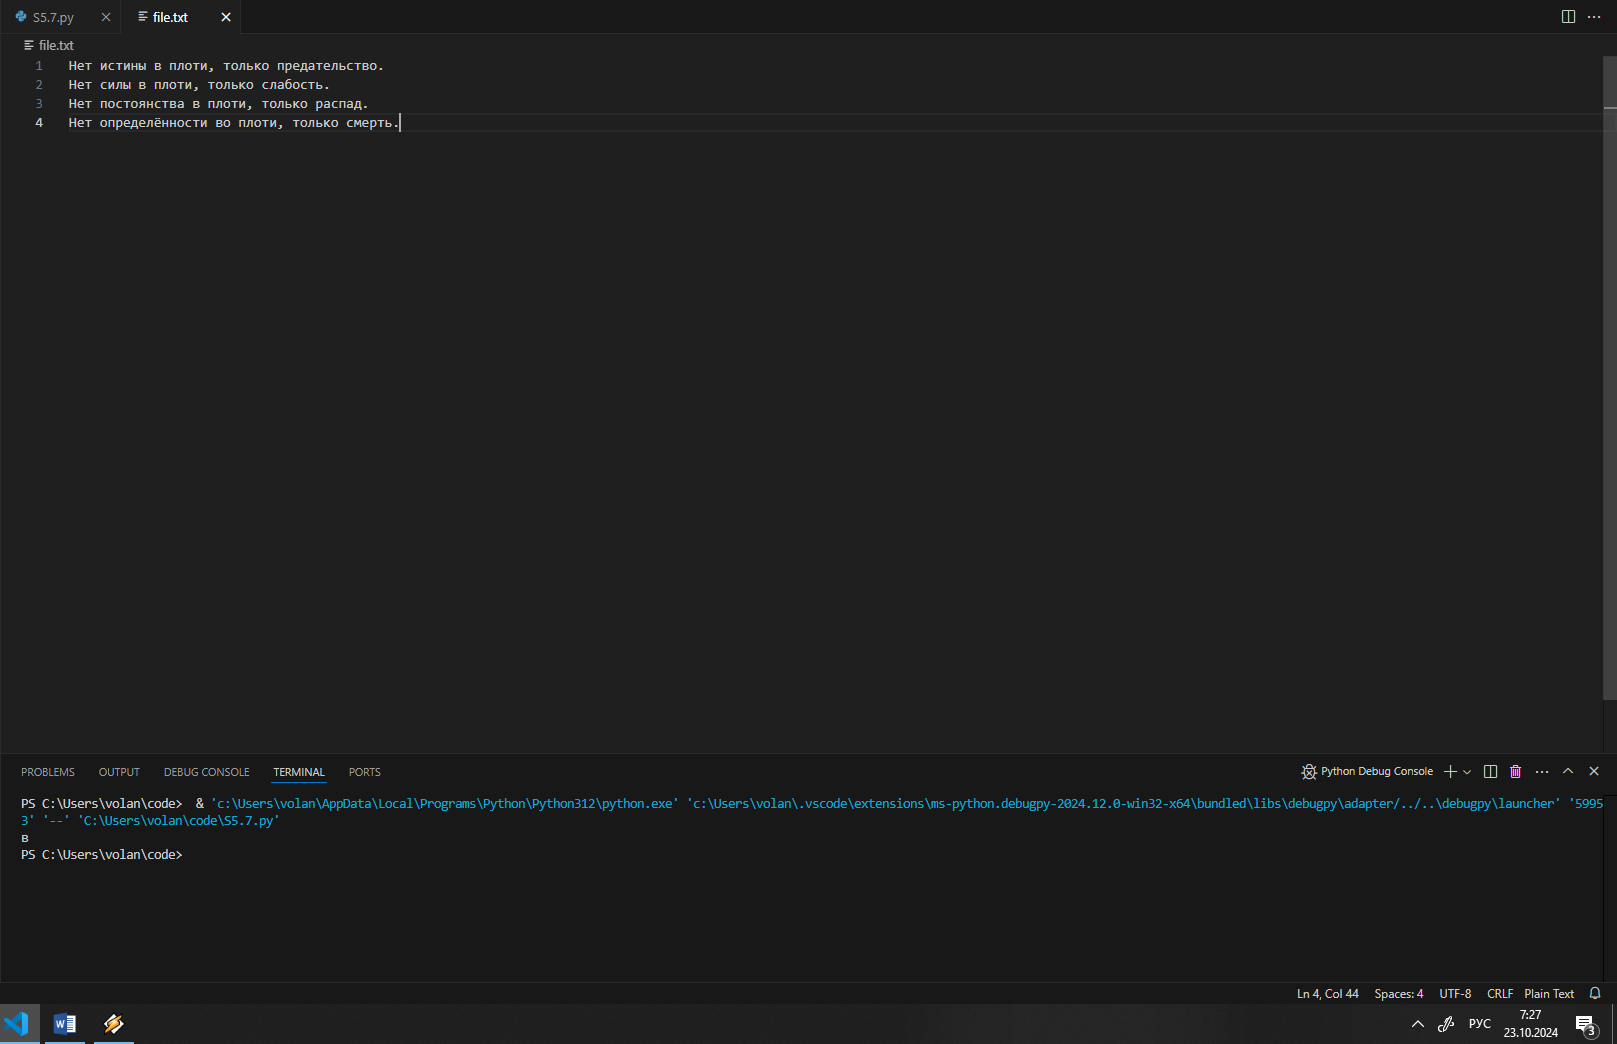 S5.7.py
file.txt
file.txt
1 Нет истины в плоти, только предательство.
2 Нет силы в плоти, только слабость.
3 Нет постоянства в плоти, только распад.
4 Нет определённости во плоти, только смерть.
PROBLEMS OUTPUT DEBUG CONSOLE TERMINAL PORTS
Python Debug Console
PS C:\Users\volan\code>  & 'c:\Users\volan\AppData\Local\Programs\Python\Python312\python.exe' 'c:\Users\volan\.vscode\extensions\ms-python.debugpy-2024.12.0-win32-x64\bundled\libs\debugpy\adapter/../..\debugpy\launcher' '5995
3' '--' 'C:\Users\volan\code\S5.7.py'
в
PS C:\Users\volan\code>
Ln 4, Col 44 Spaces: 4 UTF-8 CRLF Plain Text
W
РУС
7:27
23.10.2024
3